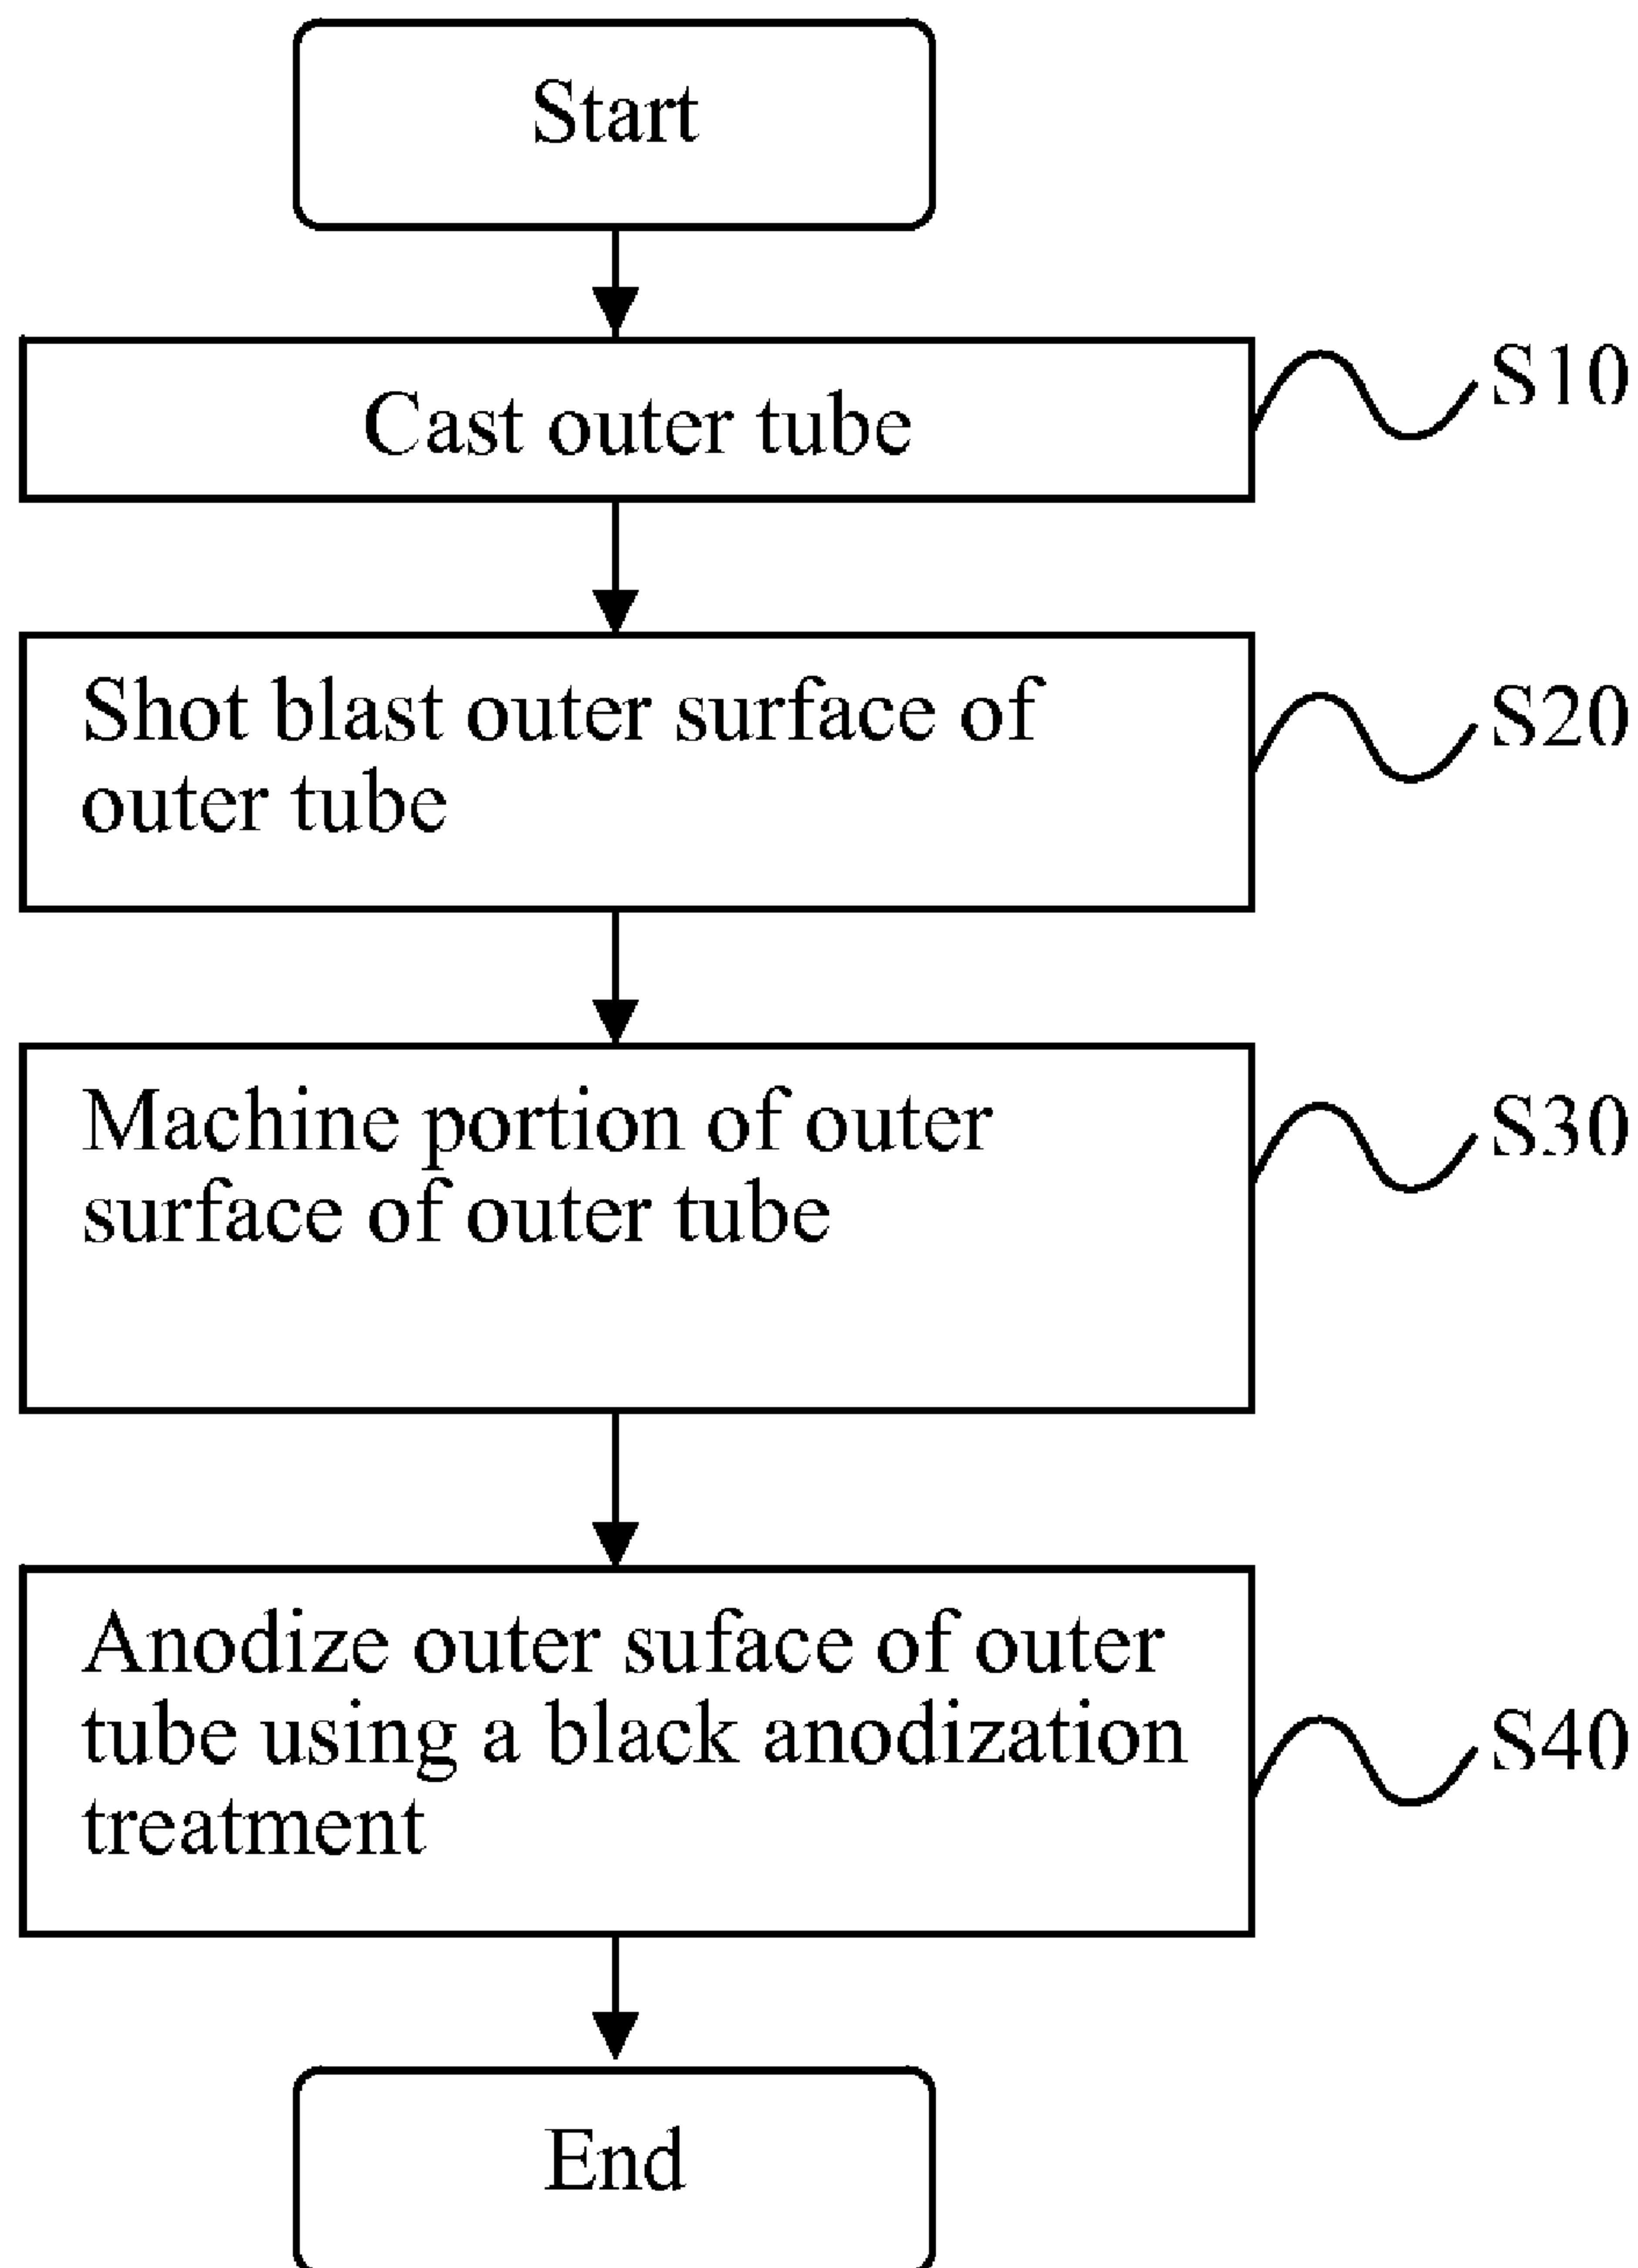 Start
Cast outer tube
S10
Shot blast outer surface of
outer tube
S20
Machine portion of outer
surface of outer tube
S30
Anodize outer suface of outer
tube using a black anodization
treatment
S40
End